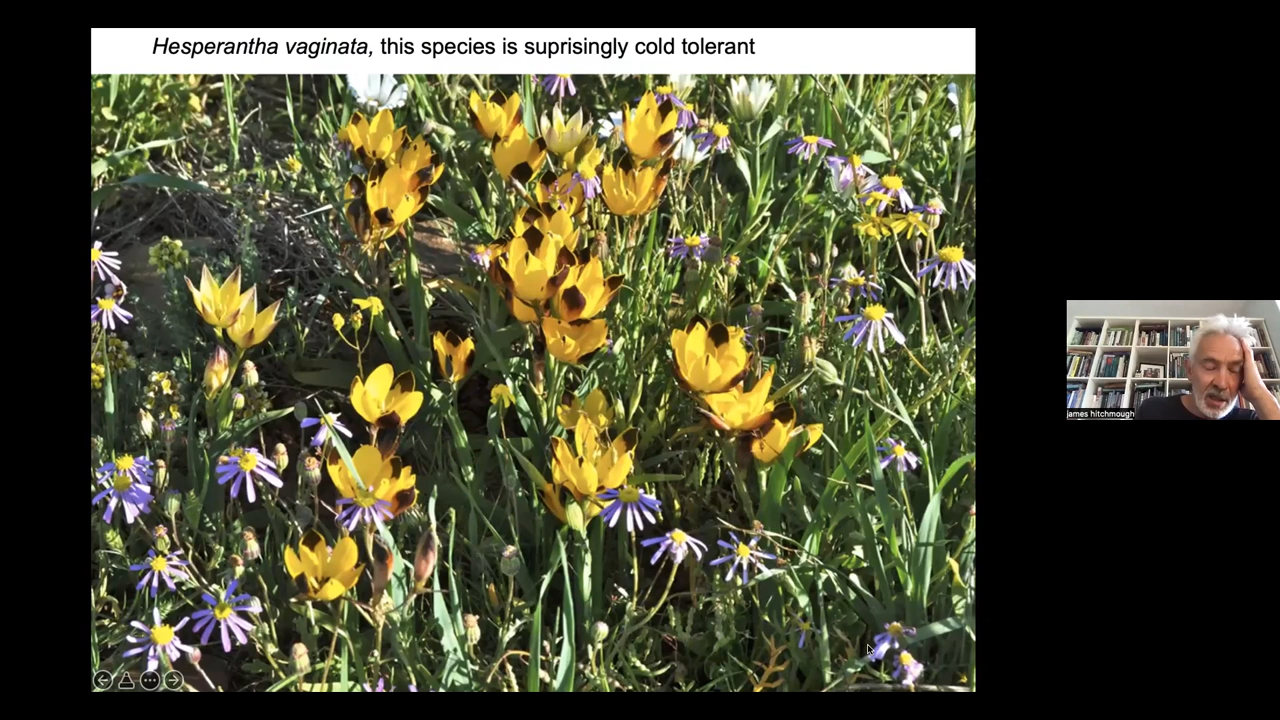 Hesperantha vaginata, this species is suprisingly cold tolerant
james hitchmough